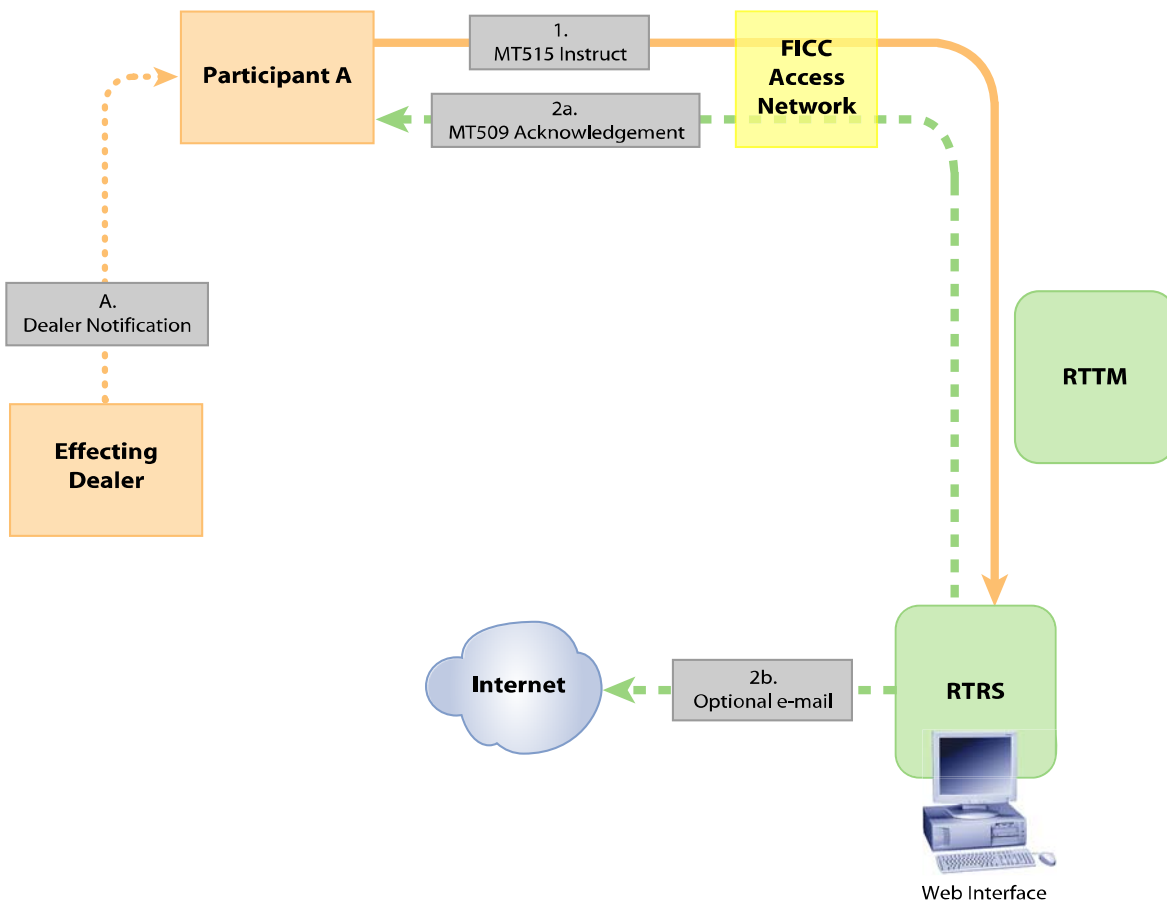 1.
MT515 Instruct
Participant A
FICC
Access
Network
2a.
MT509 Acknowledgement
A.
Dealer Notification
RTTM
Effecting
Dealer
Internet
2b.
Optional e-mail
RTRS
Web Interface